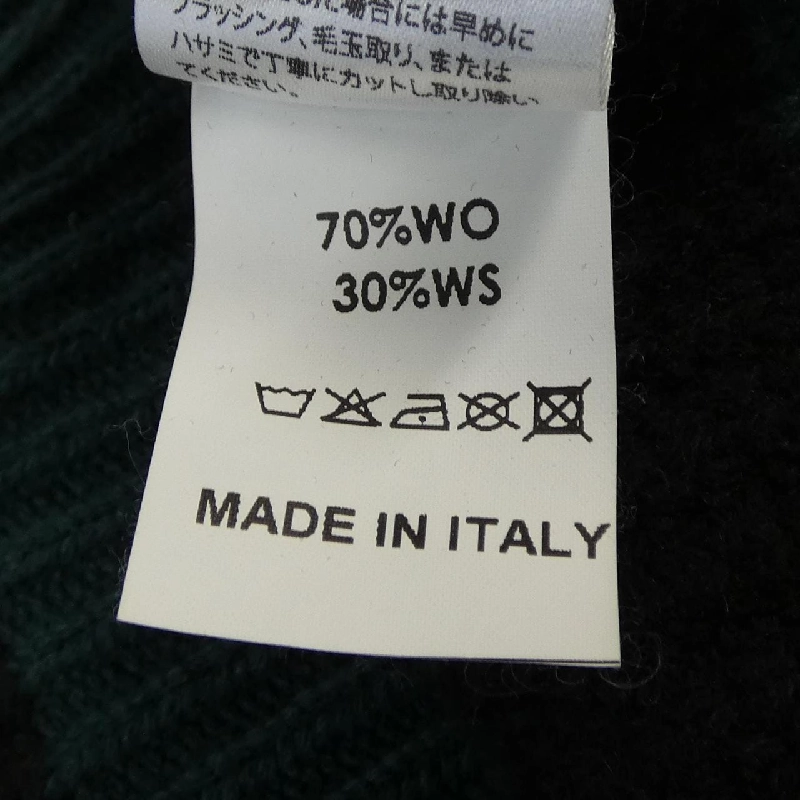 した場合には早めに
ブラッシング、毛玉取り、または
ハサミで丁寧にカットし取り除い
てください。
70%WO
30%WS
MADE IN ITALY